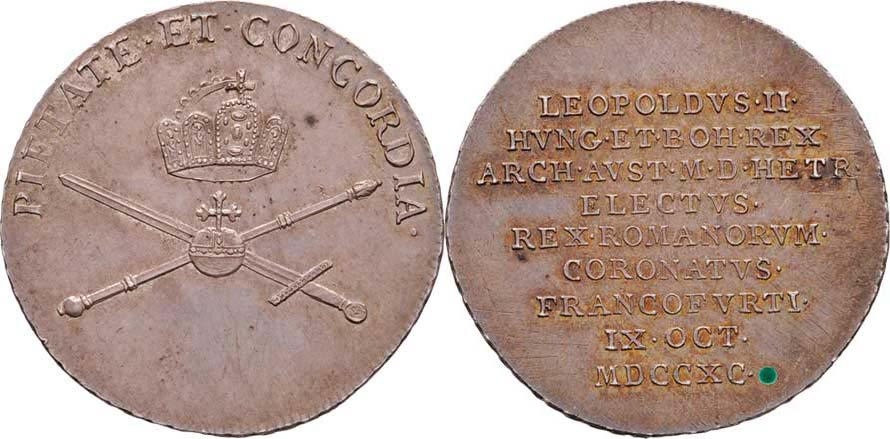 PIETATE·ET·CONCORDIA·
LEOPOLDVS·II·
HVNG·ET·BOH·REX
ARCH·AVST·M·D·HETR·
ELECTVS·
REX·ROMANORVM·
CORONATVS·
FRANCOFVRTI·
IX·OCT·
MDCCXC·